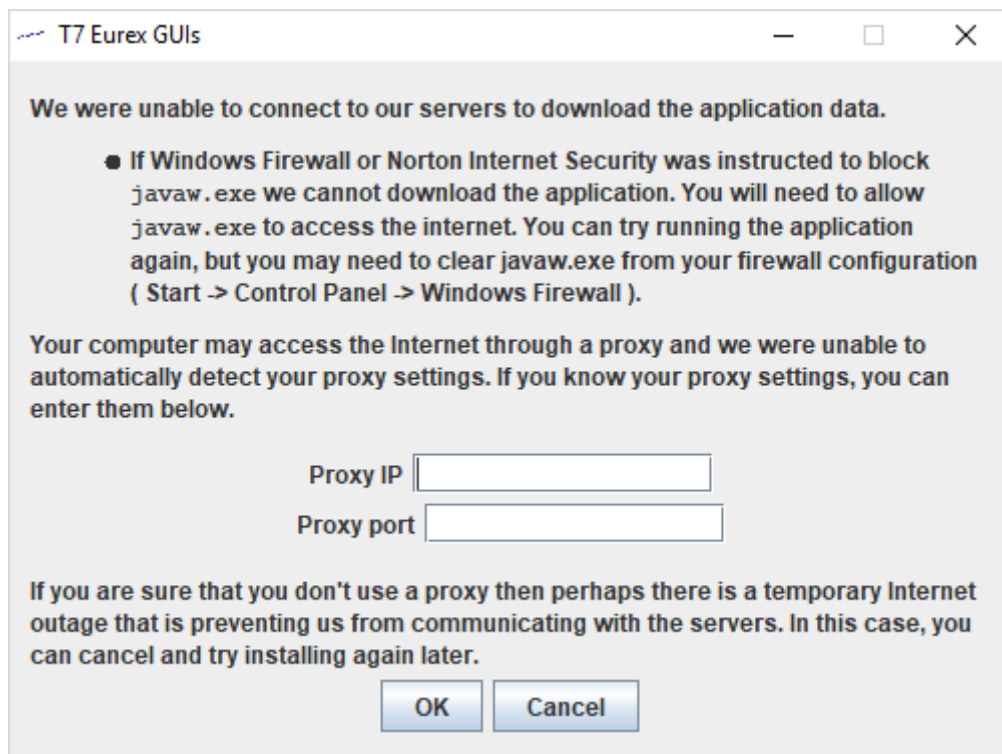 T7 Eurex GUIs
We were unable to connect to our servers to download the application data.
If Windows Firewall or Norton Internet Security was instructed to block
javaw.exe we cannot download the application. You will need to allow
javaw.exe to access the internet. You can try running the application
again, but you may need to clear javaw.exe from your firewall configuration
( Start -> Control Panel -> Windows Firewall ).
Your computer may access the Internet through a proxy and we were unable to
automatically detect your proxy settings. If you know your proxy settings, you can
enter them below.
Proxy IP
Proxy port
If you are sure that you don't use a proxy then perhaps there is a temporary Internet
outage that is preventing us from communicating with the servers. In this case, you
can cancel and try installing again later.
OK Cancel